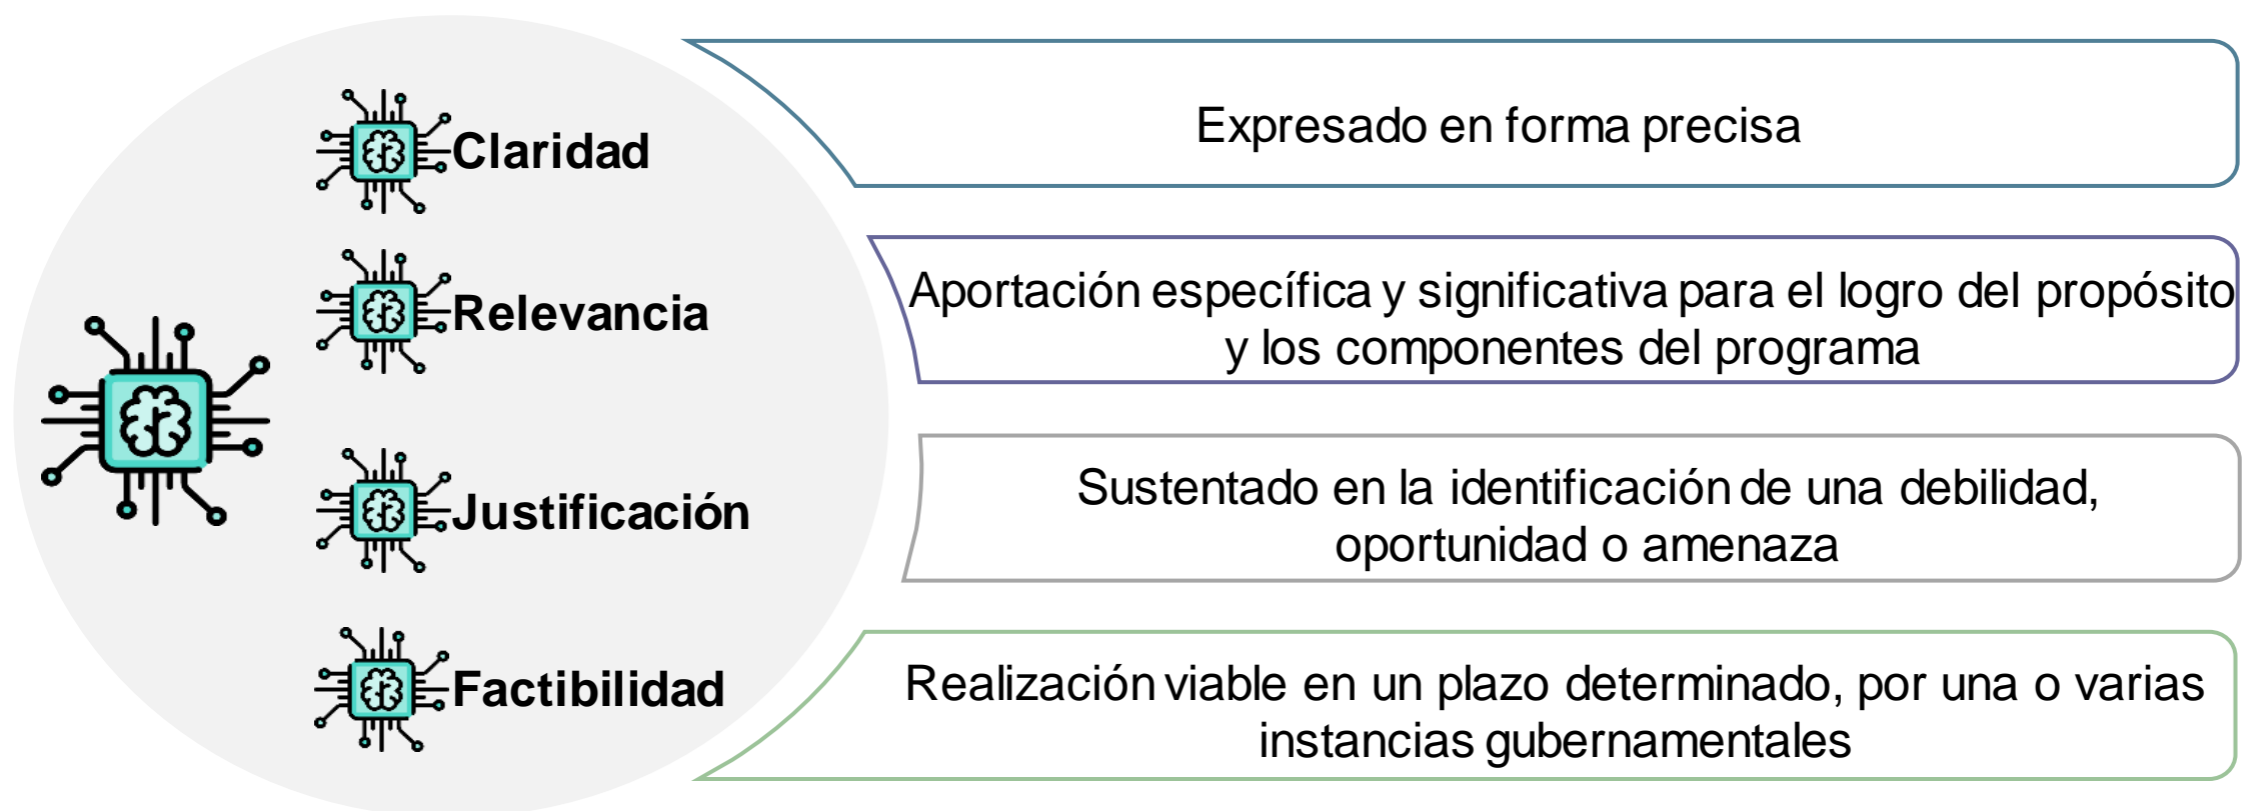 Claridad
Expresado en forma precisa
Relevancia
Aportación específica y significativa para el logro del propósito
y los componentes del programa
Justificación
Sustentado en la identificación de una debilidad,
oportunidad o amenaza
Factibilidad
Realización viable en un plazo determinado, por una o varias
instancias gubernamentales